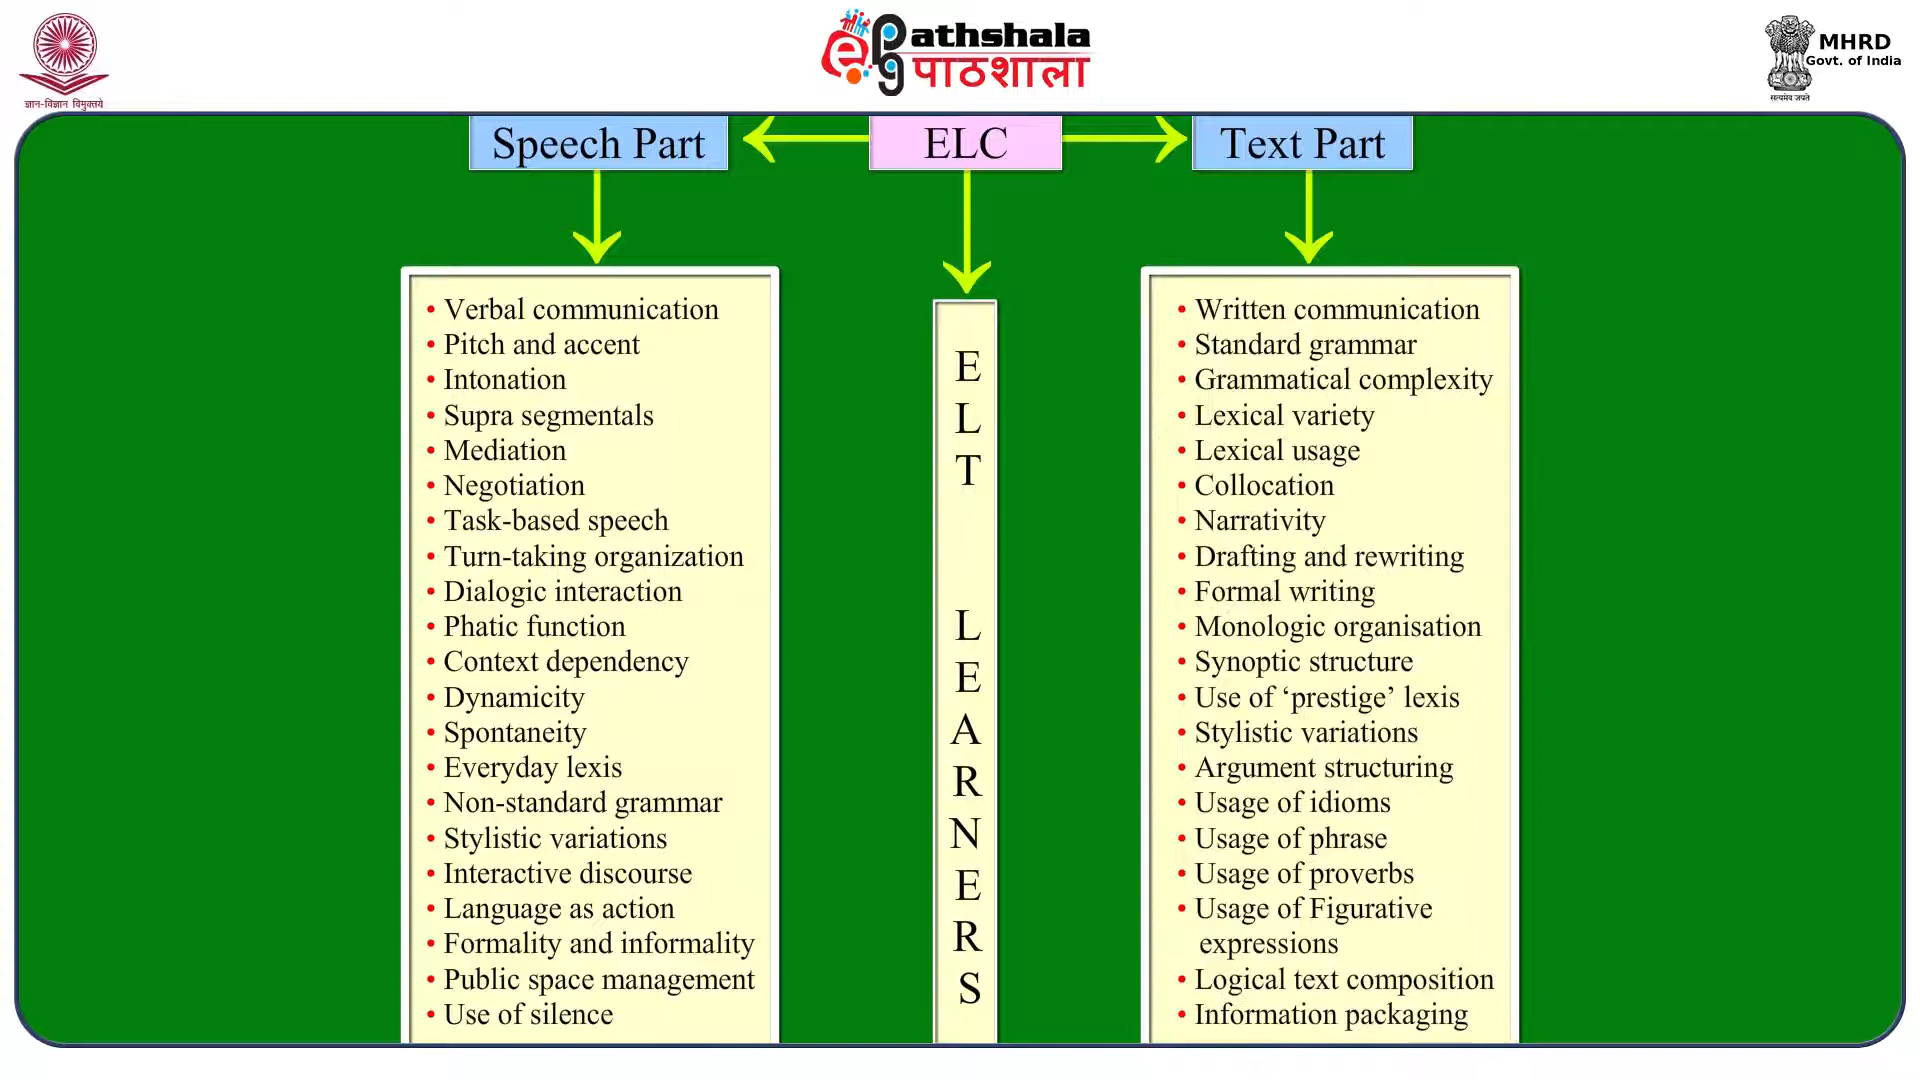 ज्ञान-विज्ञान विमुक्तये
ePathshala
पाठशाला
सत्यमेव जयते
MHRD
Govt. of India
Speech Part
ELC
Text Part
• Verbal communication
• Pitch and accent
• Intonation
• Supra segmentals
• Mediation
• Negotiation
• Task-based speech
• Turn-taking organization
• Dialogic interaction
• Phatic function
• Context dependency
• Dynamicity
• Spontaneity
• Everyday lexis
• Non-standard grammar
• Stylistic variations
• Interactive discourse
• Language as action
• Formality and informality
• Public space management
• Use of silence
E
L
T
L
E
A
R
N
E
R
S
• Written communication
• Standard grammar
• Grammatical complexity
• Lexical variety
• Lexical usage
• Collocation
• Narrativity
• Drafting and rewriting
• Formal writing
• Monologic organisation
• Synoptic structure
• Use of ‘prestige’ lexis
• Stylistic variations
• Argument structuring
• Usage of idioms
• Usage of phrase
• Usage of proverbs
• Usage of Figurative
expressions
• Logical text composition
• Information packaging